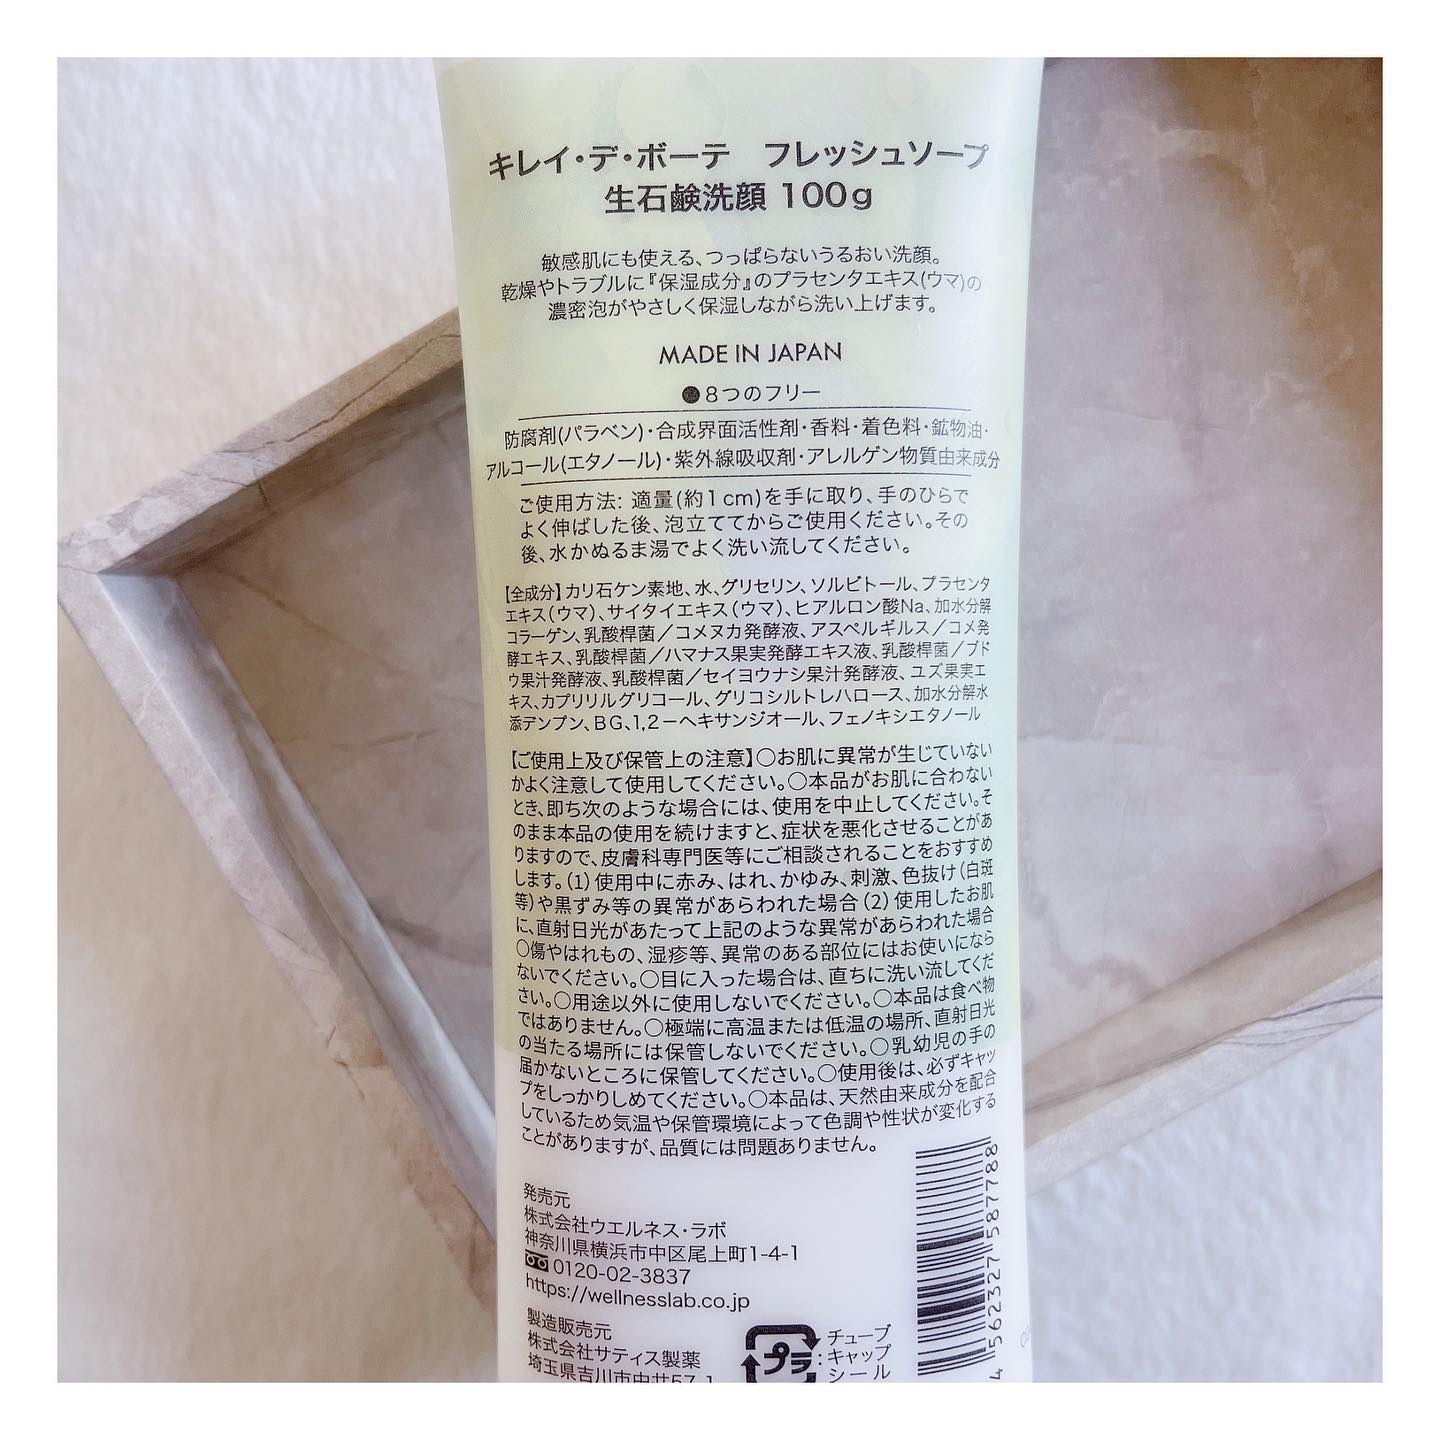 キレイ・デ・ボーテ　フレッシュソープ
生石鹸洗顔 100g
敏感肌にも使える、つっぱらないうるおい洗顔。
乾燥やトラブルに『保湿成分』のプラセンタエキス(ウマ)の
濃密泡がやさしく保湿しながら洗い上げます。
MADE IN JAPAN
●8つのフリー
防腐剤(パラベン)・合成界面活性剤・香料・着色料・鉱物油・
アルコール(エタノール)・紫外線吸収剤・アレルゲン物質由来成分
ご使用方法: 適量(約1cm)を手に取り、手のひらで
よく伸ばした後、泡立ててからご使用ください。その
後、水かぬるま湯でよく洗い流してください。
【全成分】カリ石ケン素地、水、グリセリン、ソルビトール、プラセンタ
エキス(ウマ)、サイタイエキス(ウマ)、ヒアルロン酸Na、加水分解
コラーゲン、乳酸桿菌／コメヌカ発酵液、アスペルギルス／コメ発
酵エキス、乳酸桿菌／ハマナス果実発酵エキス液、乳酸桿菌／ブド
ウ果汁発酵液、乳酸桿菌／セイヨウナシ果汁発酵液、ユズ果実エ
キス、カプリリルグリコール、グリコシルトレハロース、加水分解水
添デンプン、BG、1,2－ヘキサンジオール、フェノキシエタノール
【ご使用上及び保管上の注意】○お肌に異常が生じていない
かよく注意して使用してください。○本品がお肌に合わない
とき、即ち次のような場合には、使用を中止してください。そ
のまま本品の使用を続けますと、症状を悪化させることがあ
りますので、皮膚科専門医等にご相談されることをおすすめ
します。(1)使用中に赤み、はれ、かゆみ、刺激、色抜け(白斑
等)や黒ずみ等の異常があらわれた場合(2)使用したお肌
に、直射日光があたって上記のような異常があらわれた場合
○傷やはれもの、湿疹等、異常のある部位にはお使いになら
ないでください。○目に入った場合は、直ちに洗い流してくだ
さい。○用途以外に使用しないでください。○本品は食べ物
ではありません。○極端に高温または低温の場所、直射日光
の当たる場所には保管しないでください。○乳幼児の手の
届かないところに保管してください。○使用後は、必ずキャッ
プをしっかりしめてください。○本品は、天然由来成分を配合
しているため気温や保管環境によって色調や性状が変化する
ことがありますが、品質には問題ありません。
発売元
株式会社ウエルネス・ラボ
神奈川県横浜市中区尾上町1-4-1
0120-02-3837
https://wellnesslab.co.jp
製造販売元
株式会社サティス製薬
埼玉県吉川市中井57-1
プラ
:チューブ
キャップ
シール
4 562327 587788